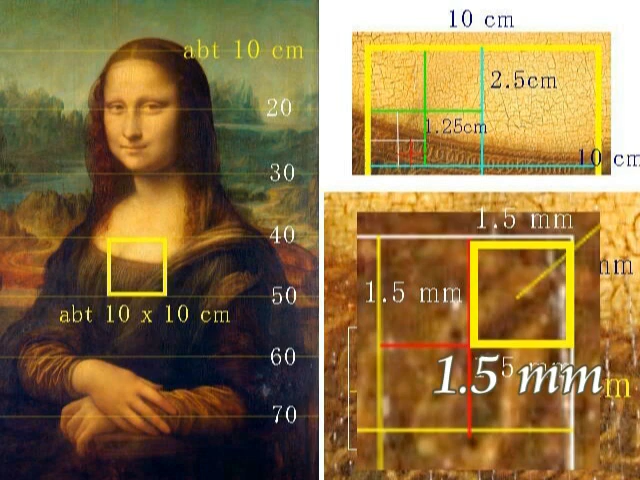 abt 10 cm
20
30
40
50
abt 10 x 10 cm
60
70
10 cm
2.5cm
1.25cm
10 cm
1.5 mm
1.5 mm
1.5 mm